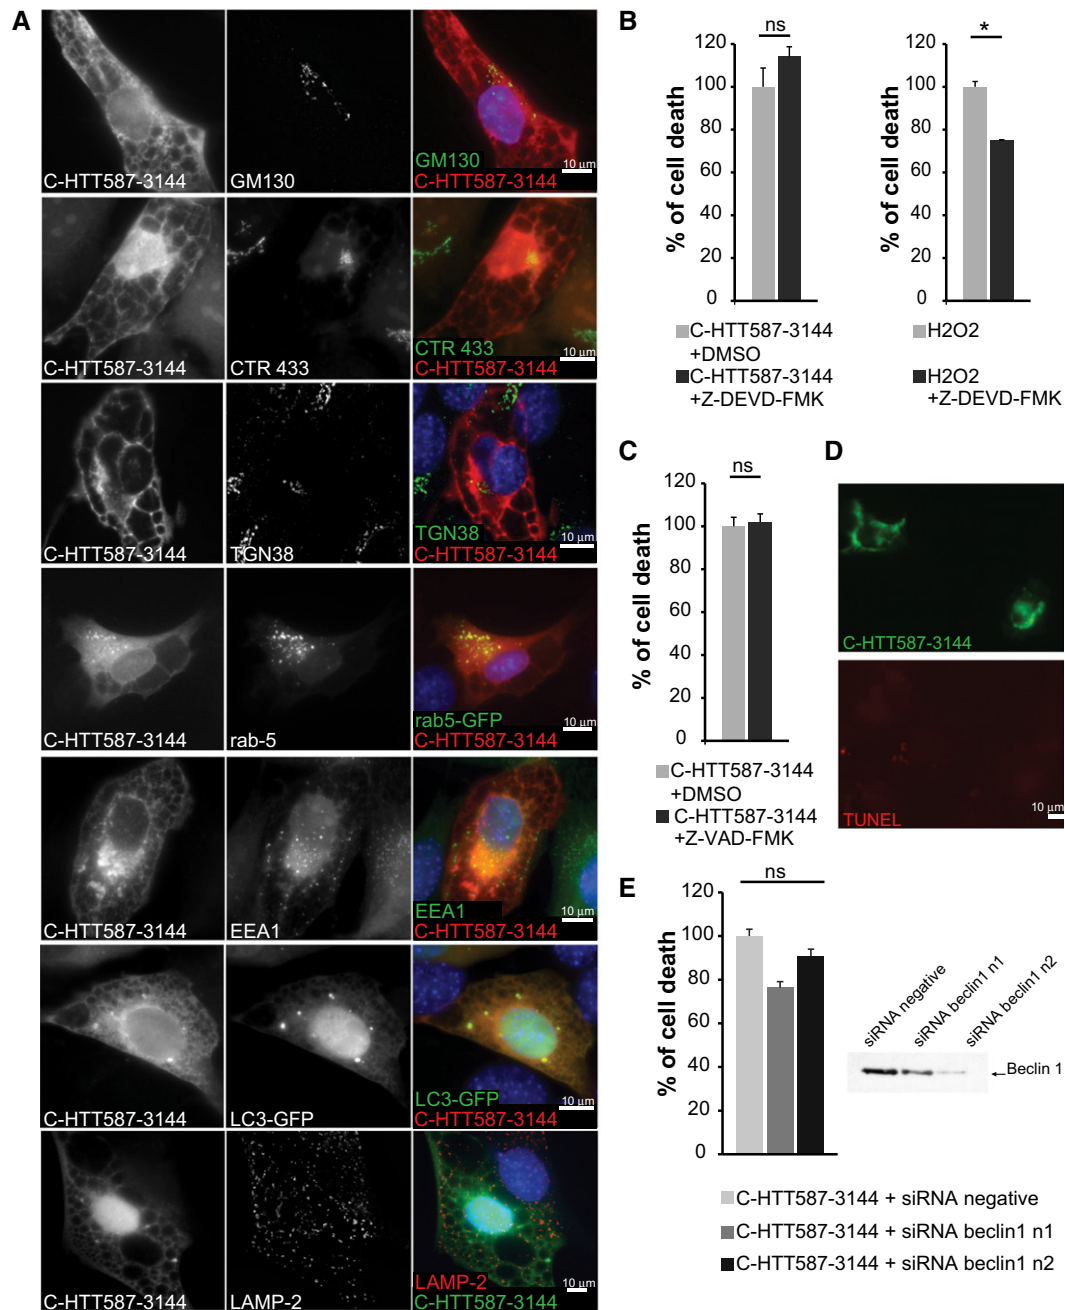 A
C-HTT587-3144
GM130
GM130
C-HTT587-3144
10 µm
C-HTT587-3144
CTR 433
CTR 433
C-HTT587-3144
10 µm
C-HTT587-3144
TGN38
TGN38
C-HTT587-3144
10 µm
C-HTT587-3144
rab-5
rab5-GFP
C-HTT587-3144
10 µm
C-HTT587-3144
EEA1
EEA1
C-HTT587-3144
10 µm
C-HTT587-3144
LC3-GFP
LC3-GFP
C-HTT587-3144
10 µm
C-HTT587-3144
LAMP-2
LAMP-2
C-HTT587-3144
10 µm
B
ns
% of cell death
120
100
80
60
40
20
0
C-HTT587-3144
+DMSO
C-HTT587-3144
+Z-DEVD-FMK
*
% of cell death
120
100
80
60
40
20
0
H2O2
H2O2
+Z-DEVD-FMK
C
ns
% of cell death
120
100
80
60
40
20
0
C-HTT587-3144
+DMSO
C-HTT587-3144
+Z-VAD-FMK
D
C-HTT587-3144
TUNEL
10 µm
E
ns
% of cell death
120
100
80
60
40
20
0
siRNA negative
siRNA beclin1 n1
siRNA beclin1 n2
←Beclin 1
C-HTT587-3144 + siRNA negative
C-HTT587-3144 + siRNA beclin1 n1
C-HTT587-3144 + siRNA beclin1 n2